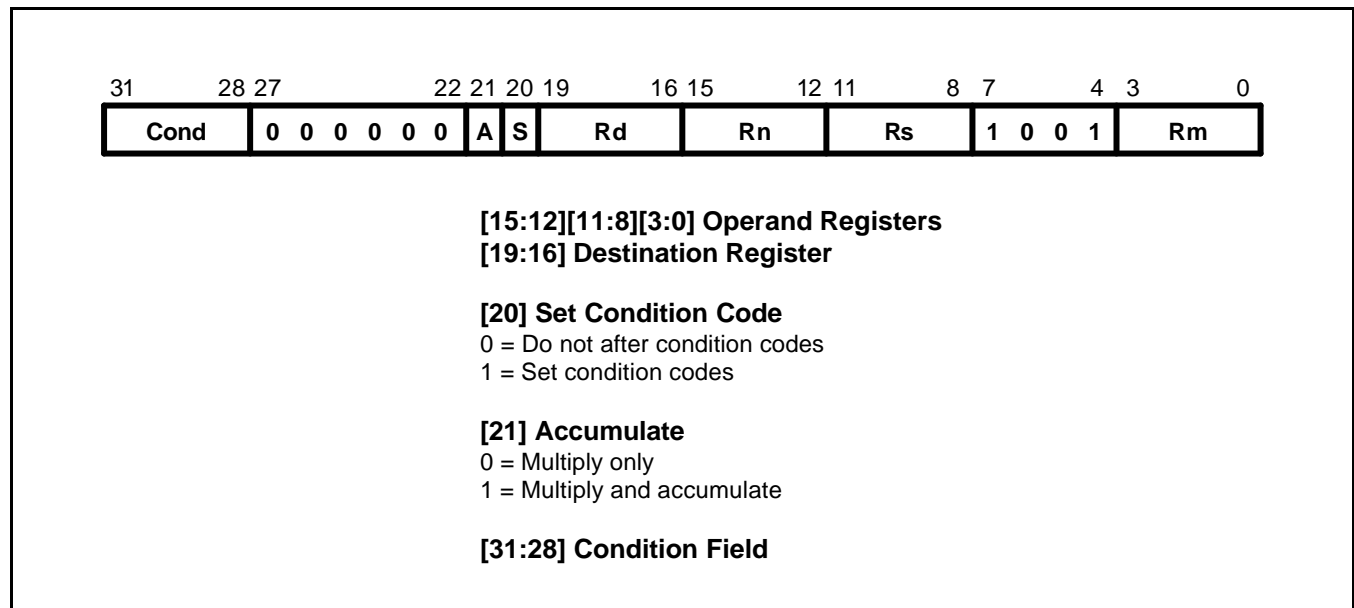 31 28 27 22 21 20 19 16 15 12 11 8 7 4 3 0
Cond 0 0 0 0 0 0 A S Rd Rn Rs 1 0 0 1 Rm
[15:12][11:8][3:0] Operand Registers
[19:16] Destination Register
[20] Set Condition Code
0 = Do not after condition codes
1 = Set condition codes
[21] Accumulate
0 = Multiply only
1 = Multiply and accumulate
[31:28] Condition Field